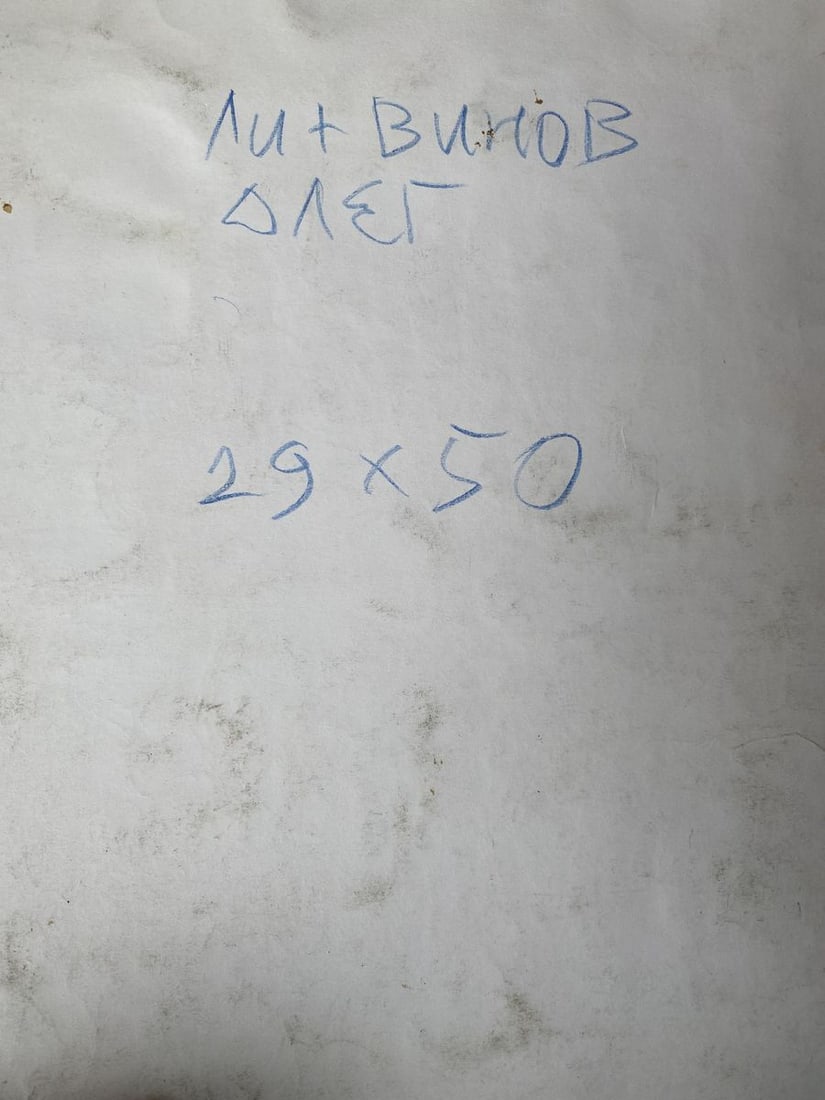 Литвинов
Олег
29 x 50